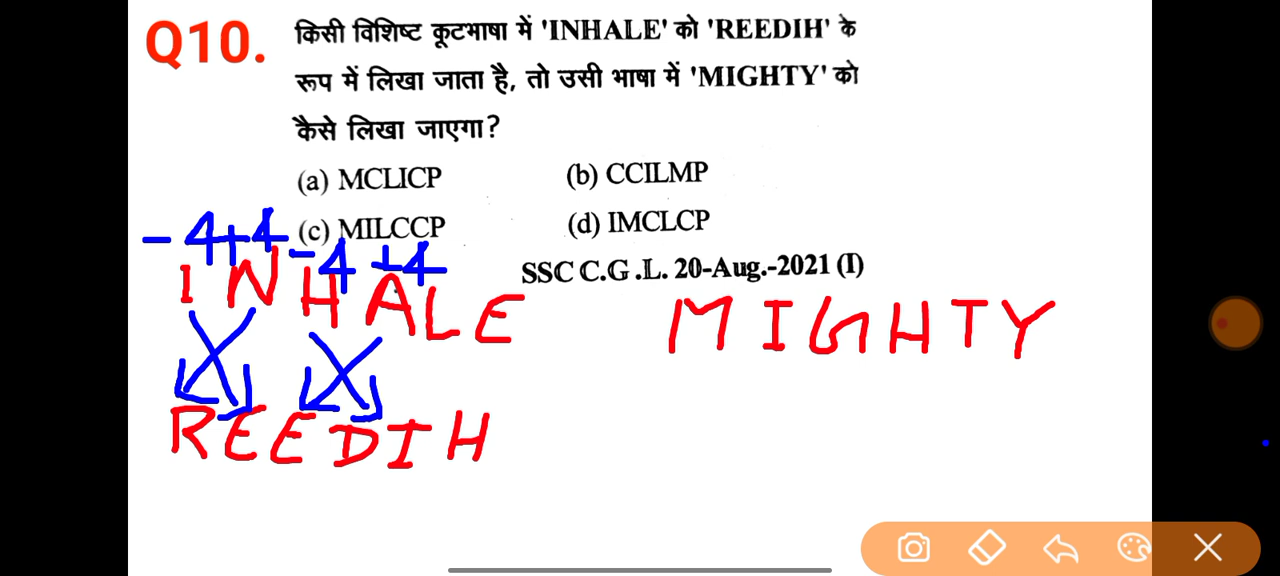 Q10. किसी विशिष्ट कूटभाषा में 'INHALE' को 'REEDIH' के
रूप में लिखा जाता है, तो उसी भाषा में 'MIGHTY' को
कैसे लिखा जाएगा?
(a) MCLICP (b) CCILMP
(c) MILCCP (d) IMCLCP
SSC C.G.L. 20-Aug.-2021 (I)
-4 +4 -4 +4
INHALE MIGHTY
REEDIH